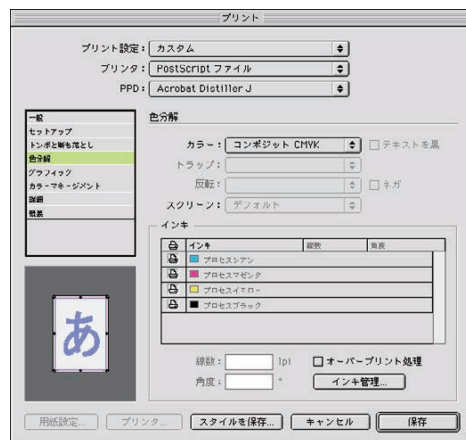 プリント
プリント設定： カスタム
プリンタ： PostScript ファイル
PPD： Acrobat Distiller J
一般
セットアップ
トンボと断ち落とし
色分解
グラフィック
カラーマネージメント
詳細
概要
色分解
カラー： コンポジット CMYK テキストを黒
トラップ：
反転： ネガ
スクリーン： デフォルト
インキ
インキ 線数 角度
プロセスシアン
プロセスマゼンタ
プロセスイエロー
プロセスブラック
あ
線数： lpi オーバープリント処理
角度： ° インキ管理...
用紙設定... プリンタ... スタイルを保存... キャンセル 保存